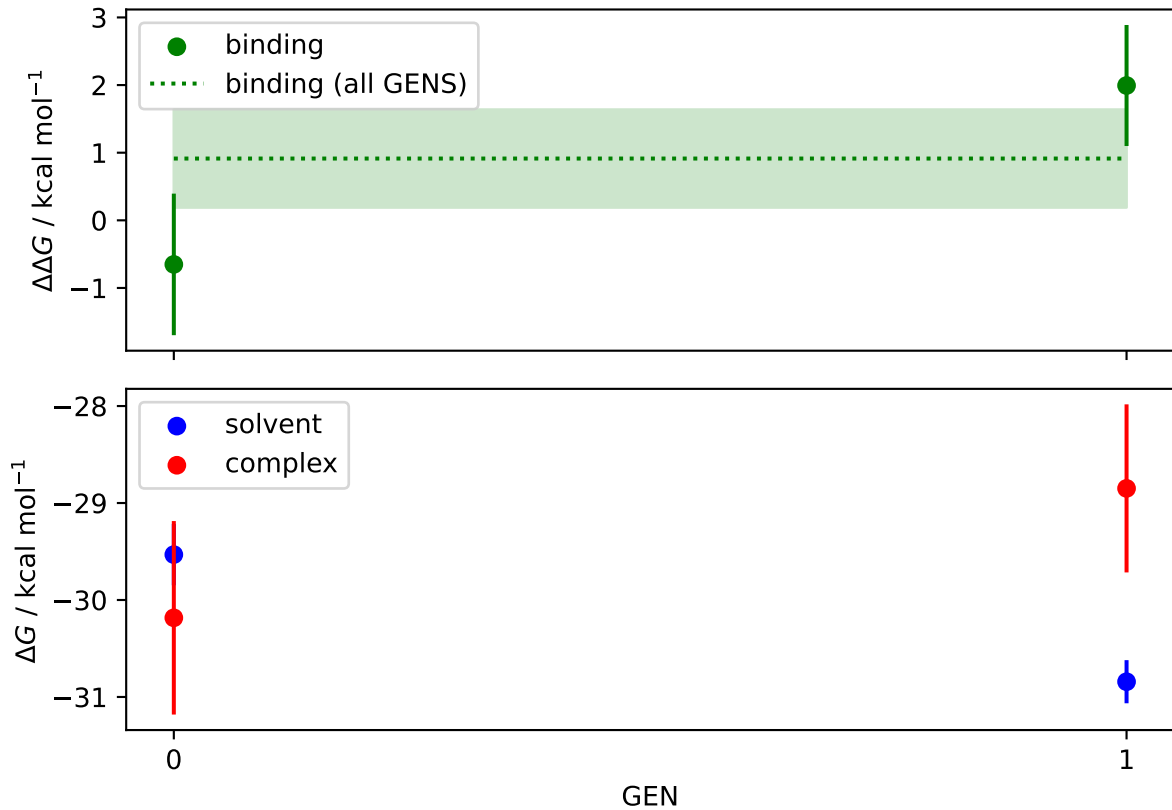 3
2
1
0
−1
ΔΔG / kcal mol⁻¹
binding
binding (all GENS)
−28
−29
−30
−31
ΔG / kcal mol⁻¹
solvent
complex
0
1
GEN